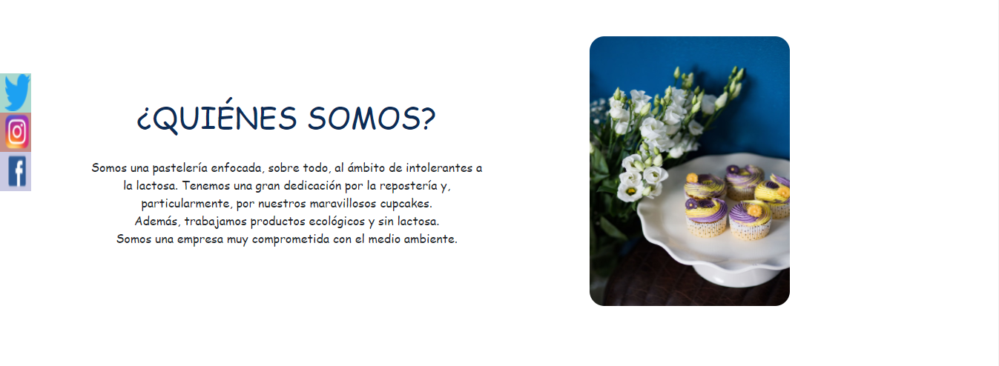 ¿QUIÉNES SOMOS?
Somos una pastelería enfocada, sobre todo, al ámbito de intolerantes a
la lactosa. Tenemos una gran dedicación por la repostería y,
particularmente, por nuestros maravillosos cupcakes.
Además, trabajamos productos ecológicos y sin lactosa.
Somos una empresa muy comprometida con el medio ambiente.